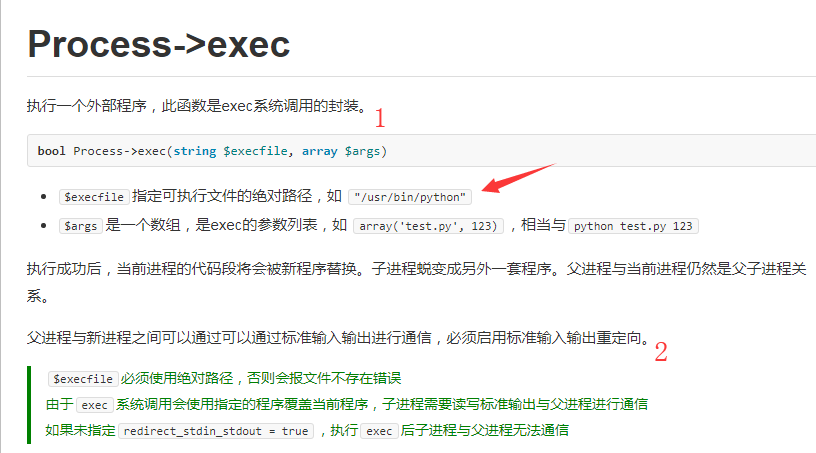 Process->exec
执行一个外部程序，此函数是exec系统调用的封装。
1
bool Process->exec(string $execfile, array $args)
$execfile 指定可执行文件的绝对路径，如 "/usr/bin/python"
$args 是一个数组，是exec的参数列表，如 array('test.py', 123) ，相当与 python test.py 123
执行成功后，当前进程的代码段将会被新程序替换。子进程蜕变成另外一套程序。父进程与当前进程仍然是父子进程关
系。
父进程与新进程之间可以通过可以通过标准输入输出进行通信，必须启用标准输入输出重定向。
2
$execfile 必须使用绝对路径，否则会报文件不存在错误
由于 exec 系统调用会使用指定的程序覆盖当前程序，子进程需要读写标准输出与父进程进行通信
如果未指定 redirect_stdin_stdout = true ，执行 exec 后子进程与父进程无法通信